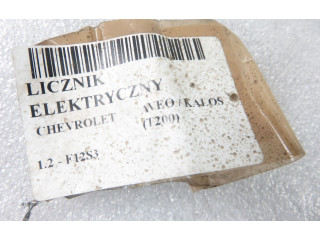 LICZNIK
ELEKTRYCZNY
CHEVROLET AVEO / KALOS
(T200)
1.2 - F12S3